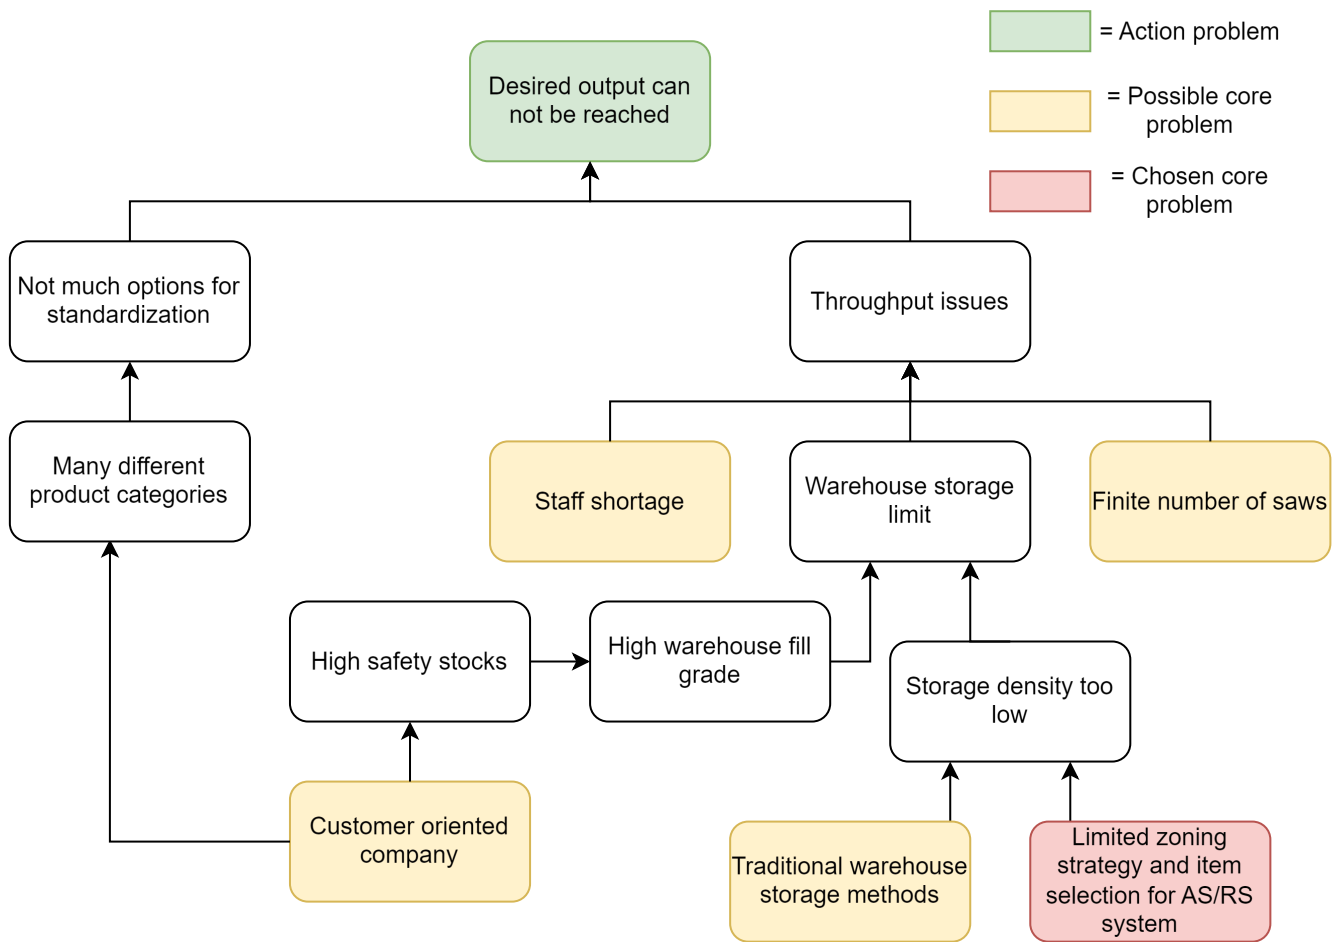 = Action problem
Desired output can
not be reached
= Possible core
problem
= Chosen core
problem
Not much options for
standardization
Throughput issues
Many different
product categories
Staff shortage
Warehouse storage
limit
Finite number of saws
High safety stocks
High warehouse fill
grade
Storage density too
low
Customer oriented
company
Traditional warehouse
storage methods
Limited zoning
strategy and item
selection for AS/RS
system